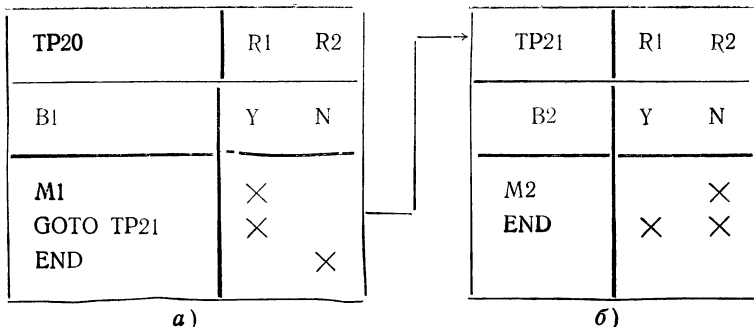 TP20 R1 R2
B1 Y N
M1 ×
GOTO TP21 ×
END ×
а)
TP21 R1 R2
B2 Y N
M2 ×
END × ×
б)